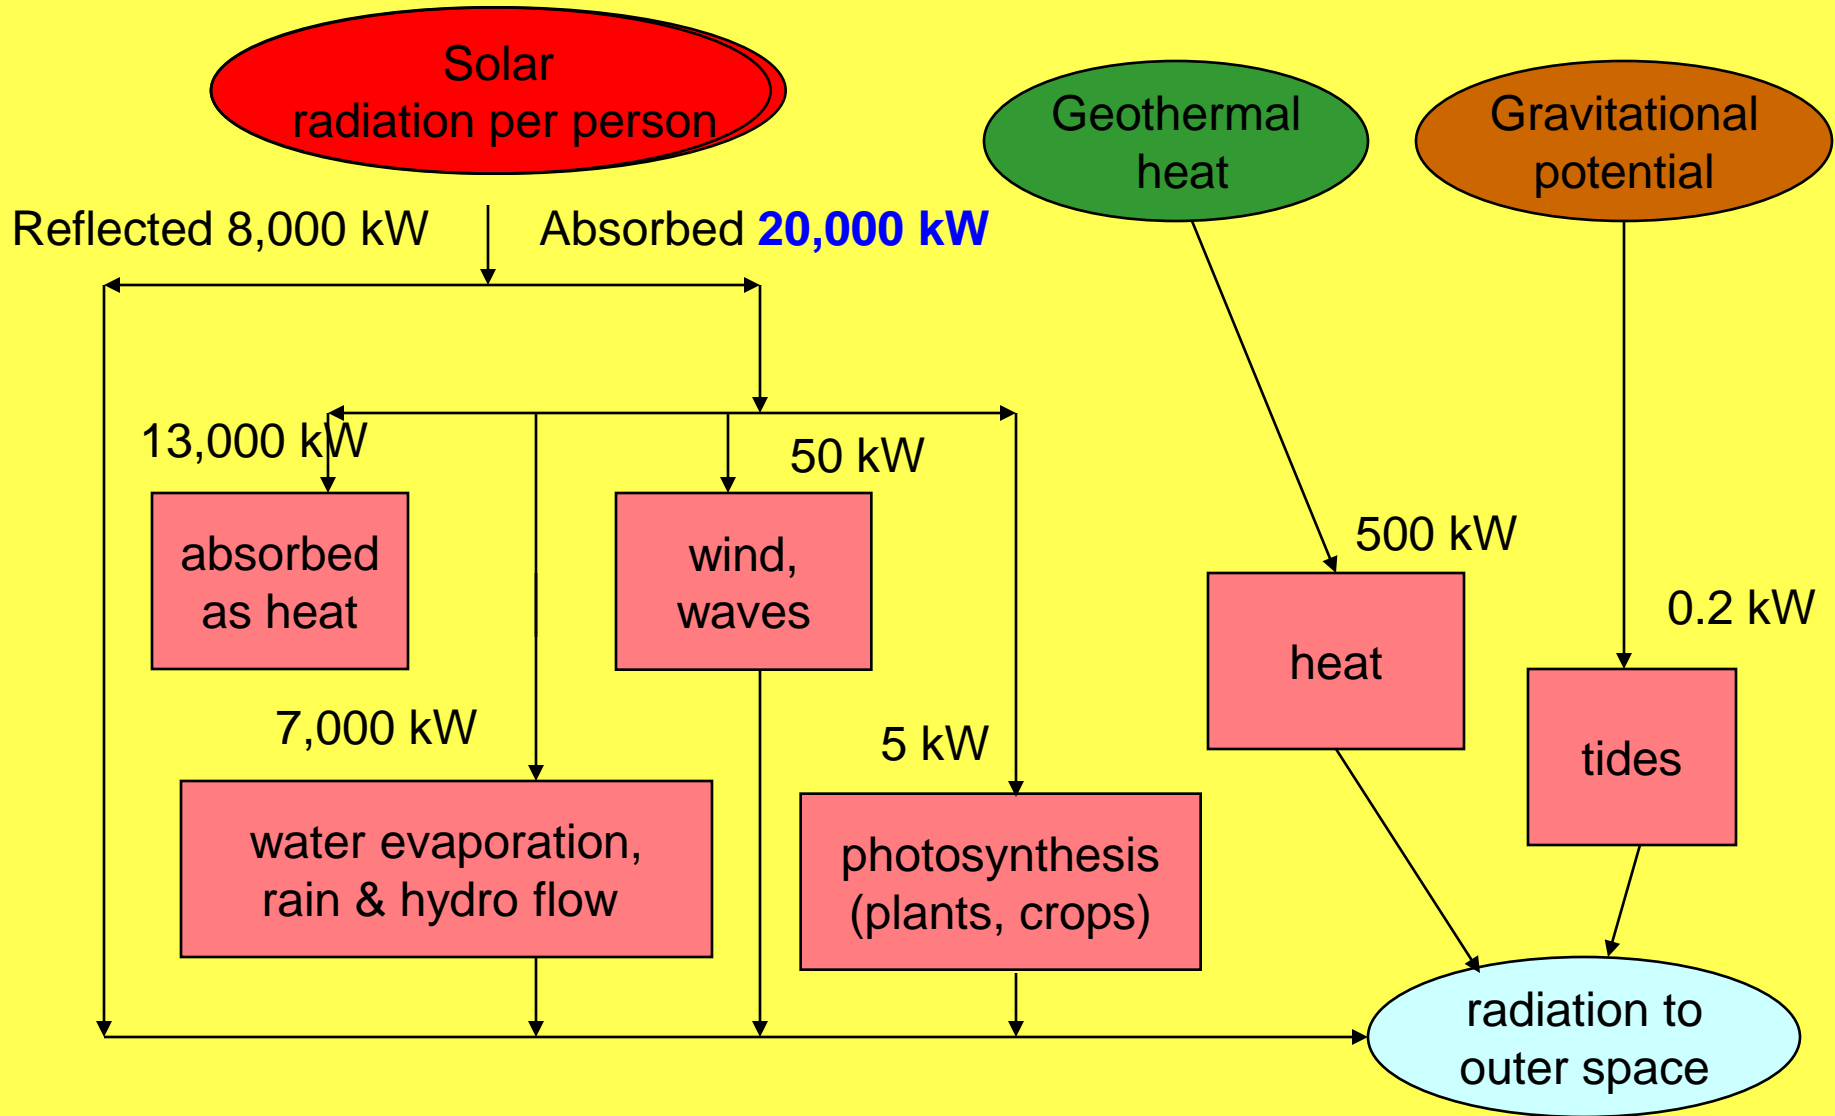 Solar
radiation per person
Geothermal
heat
Gravitational
potential
Reflected 8,000 kW
Absorbed 20,000 kW
13,000 kW
50 kW
absorbed
as heat
wind,
waves
500 kW
heat
0.2 kW
tides
7,000 kW
5 kW
water evaporation,
rain & hydro flow
photosynthesis
(plants, crops)
radiation to
outer space